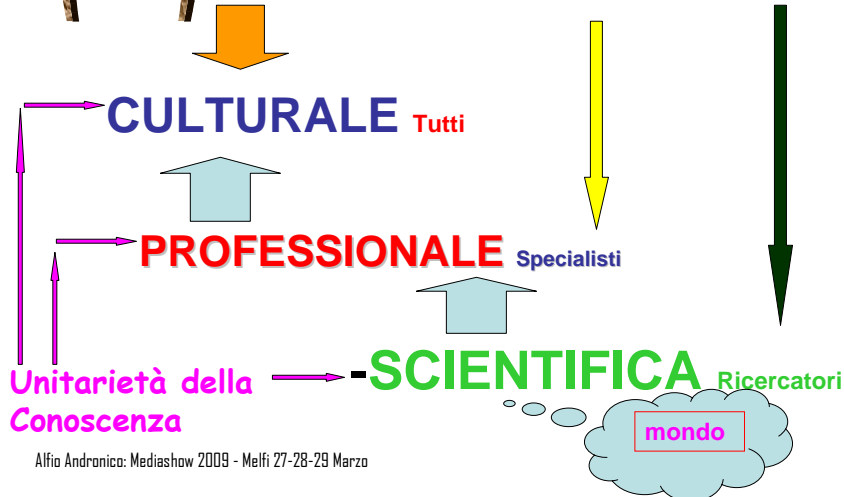 CULTURALE Tutti
PROFESSIONALE Specialisti
-SCIENTIFICA Ricercatori
Unitarietà della
Conoscenza
mondo
Alfio Andronico: Mediashow 2009 - Melfi 27-28-29 Marzo